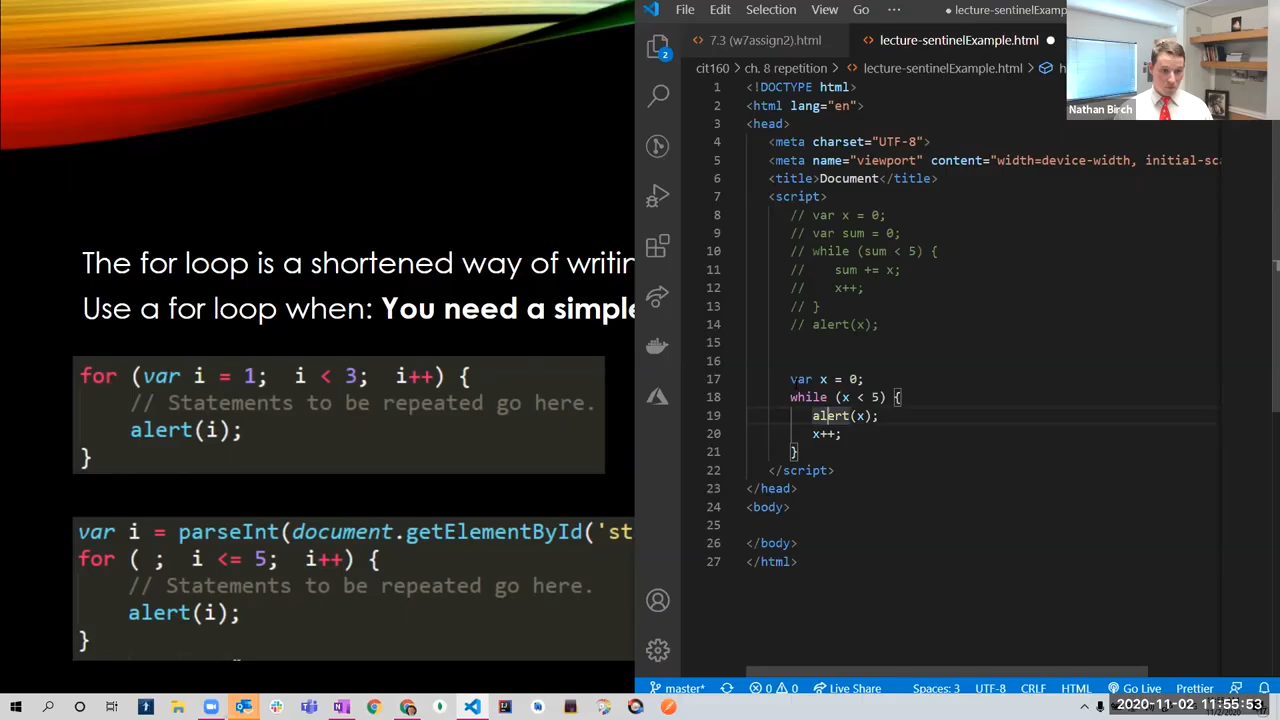 File Edit Selection View Go ···
lecture-sentinelExamp
7.3 (w7assign2).html
lecture-sentinelExample.html
cit160 > ch. 8 repetition > lecture-sentinelExample.html >
Nathan Birch
2
The for loop is a shortened way of writin
Use a for loop when: You need a simple
for (var i = 1; i < 3; i++) {
// Statements to be repeated go here.
alert(i);
}
var i = parseInt(document.getElementById('st
for ( ; i <= 5; i++) {
// Statements to be repeated go here.
alert(i);
}
1 <!DOCTYPE html>
2 <html lang="en">
3 <head>
4 <meta charset="UTF-8">
5 <meta name="viewport" content="width=device-width, initial-sca
6 <title>Document</title>
7 <script>
8 // var x = 0;
9 // var sum = 0;
10 // while (sum < 5) {
11 // sum += x;
12 // x++;
13 // }
14 // alert(x);
15
16
17 var x = 0;
18 while (x < 5) {
19 alert(x);
20 x++;
21 }
22 </script>
23 </head>
24 <body>
25
26 </body>
27 </html>
master* 0 0 Live Share Spaces: 3 UTF-8 CRLF HTML Go Live Prettier
2020-11-02 11:55:53